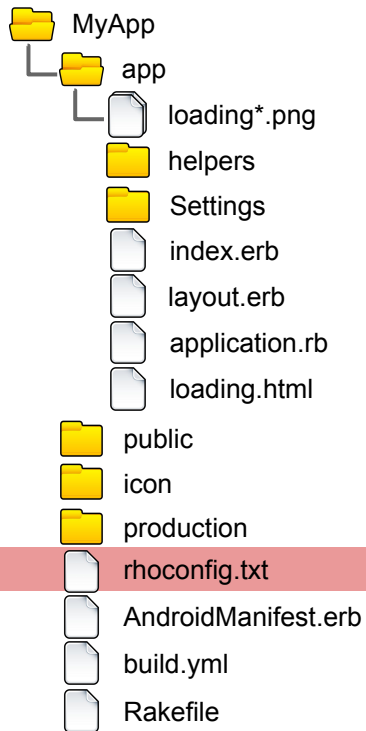 MyApp
app
loading*.png
helpers
Settings
index.erb
layout.erb
application.rb
loading.html
public
icon
production
rhoconfig.txt
AndroidManifest.erb
build.yml
Rakefile